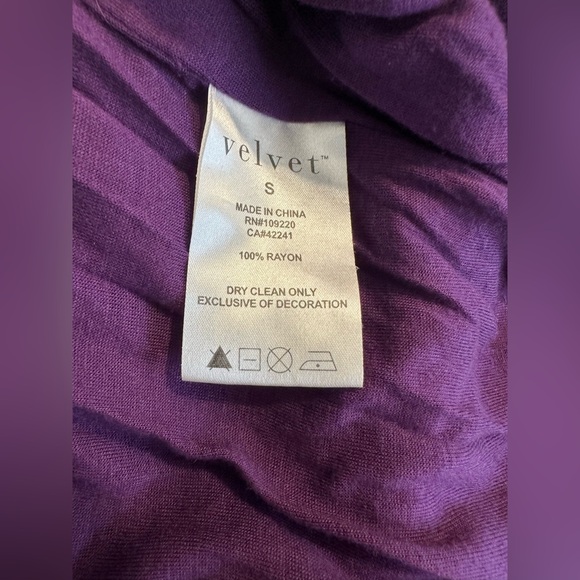 velvet™
S
MADE IN CHINA
RN#109220
CA#42241
100% RAYON
DRY CLEAN ONLY
EXCLUSIVE OF DECORATION